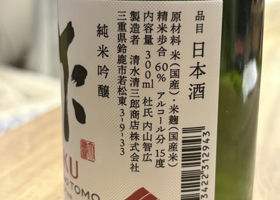 品目 日本酒
原材料 米(国産)・米麹(国産米)
精米歩合 60% アルコール分 15度
内容量 300ml 杜氏 内山智広
製造者 清水清三郎商店株式会社
三重県鈴鹿市若松東3-9-33
純米吟醸
KU
OTOMO
3422312943